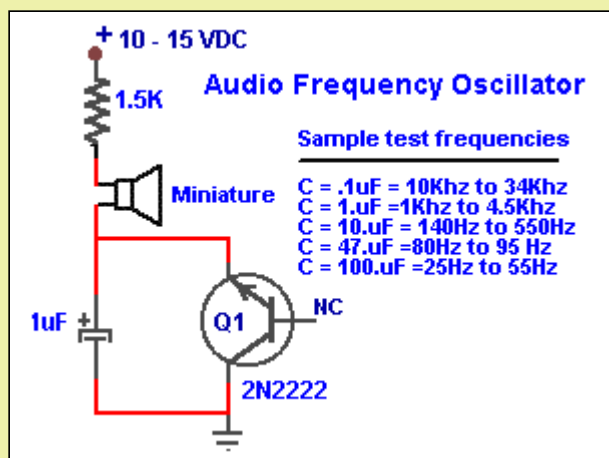 + 10 - 15 VDC
1.5K
Audio Frequency Oscillator
Sample test frequencies
Miniature
C = .1uF = 10Khz to 34Khz
C = 1.uF =1Khz to 4.5Khz
C = 10.uF = 140Hz to 550Hz
C = 47.uF =80Hz to 95 Hz
C = 100.uF =25Hz to 55Hz
1uF
+
Q1
NC
2N2222